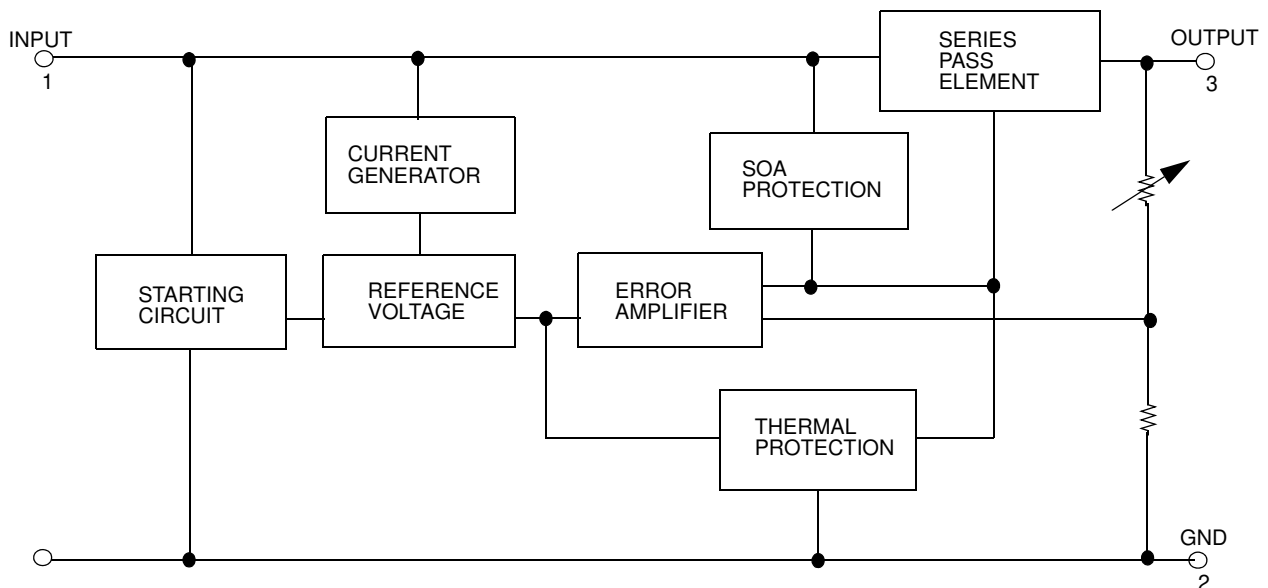 INPUT
1
SERIES
PASS
ELEMENT
OUTPUT
3
CURRENT
GENERATOR
SOA
PROTECTION
STARTING
CIRCUIT
REFERENCE
VOLTAGE
ERROR
AMPLIFIER
THERMAL
PROTECTION
GND
2